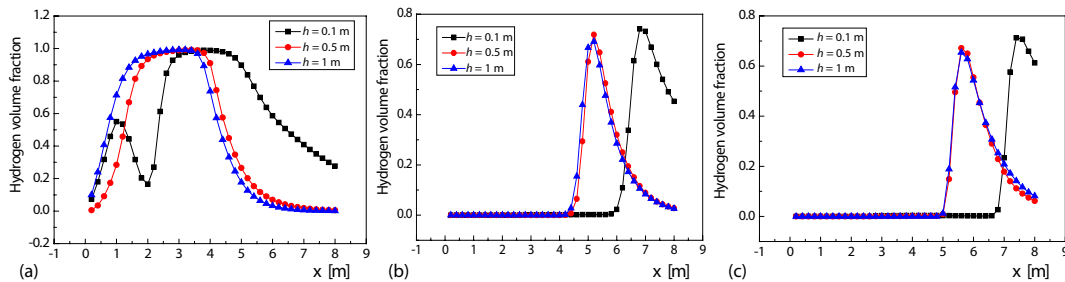 1.2
1.0
0.8
0.6
0.4
0.2
0.0
-0.2
Hydrogen volume fraction
h = 0.1 m
h = 0.5 m
h = 1 m
-1 0 1 2 3 4 5 6 7 8 9
(a)
x [m]
0.8
0.6
0.4
0.2
0.0
Hydrogen volume fraction
h = 0.1 m
h = 0.5 m
h = 1 m
-1 0 1 2 3 4 5 6 7 8 9
(b)
x [m]
0.8
0.6
0.4
0.2
0.0
Hydrogen volume fraction
h = 0.1 m
h = 0.5 m
h = 1 m
-1 0 1 2 3 4 5 6 7 8 9
(c)
x [m]